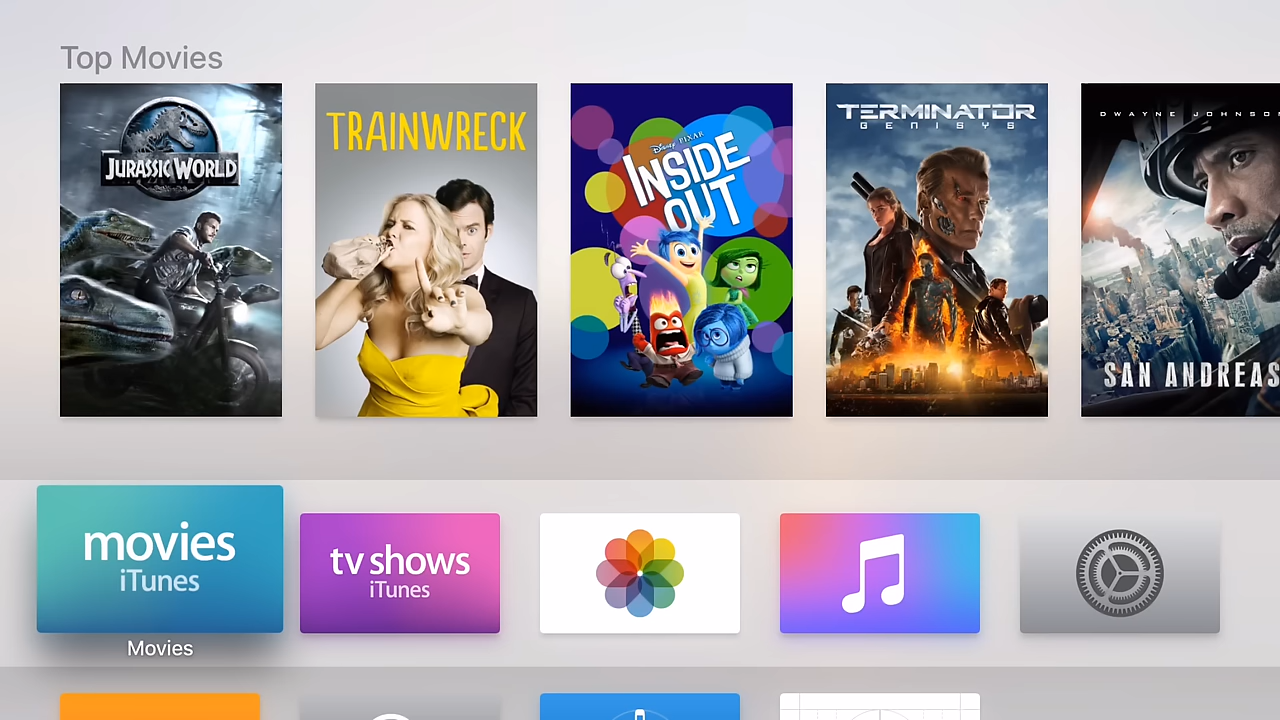 Top Movies
JURASSIC WORLD
TRAINWRECK
Disney PIXAR
INSIDE
OUT
TERMINATOR
GENISYS
DWAYNE JOHNSON
SAN ANDREAS
movies
iTunes
tv shows
iTunes
Movies